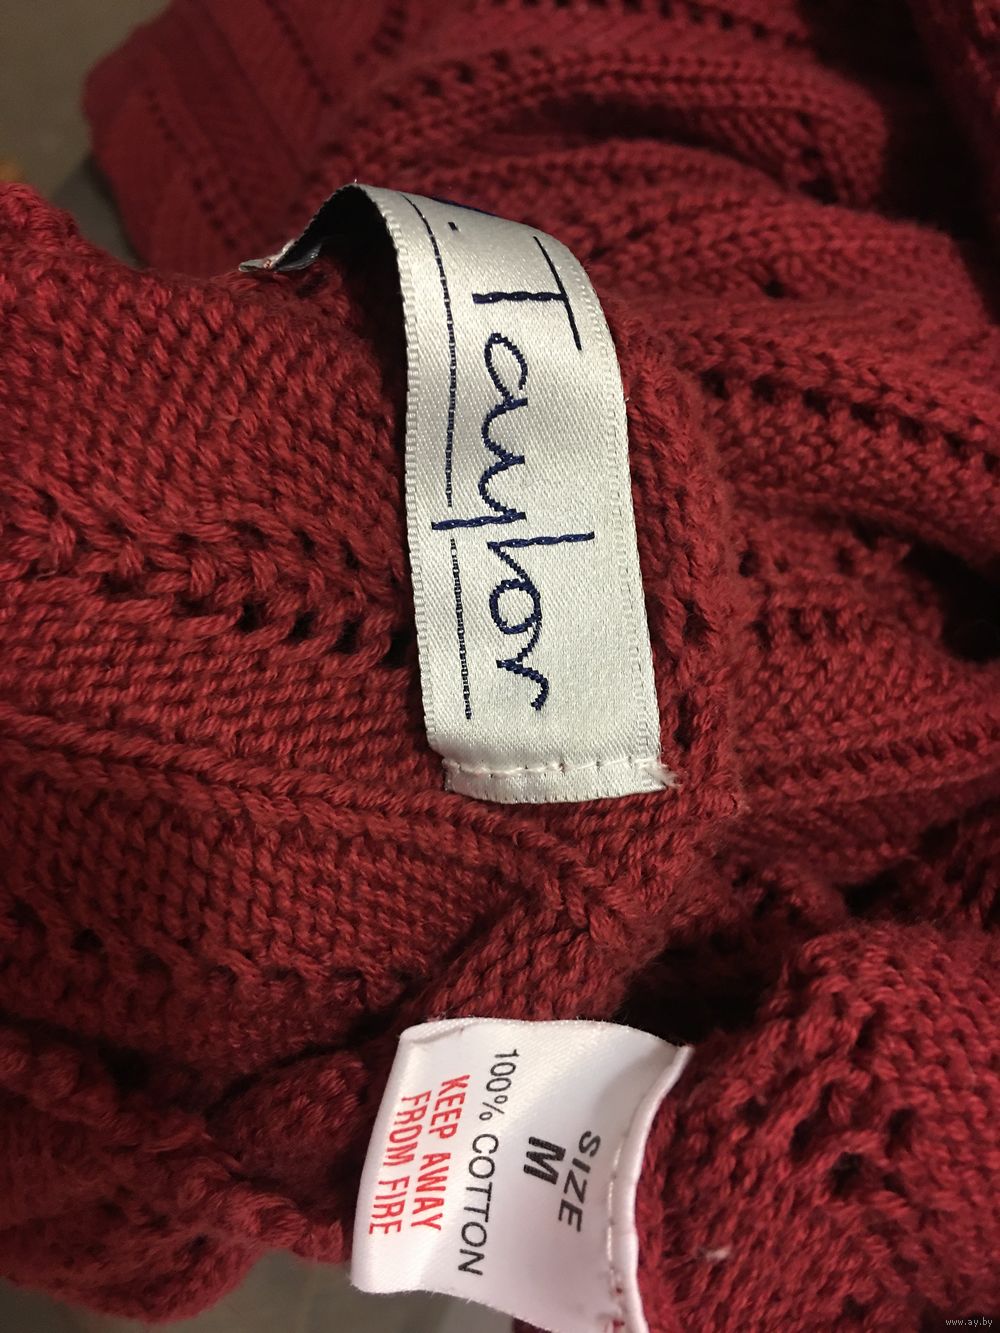 Taylor
SIZE
M
100% COTTON
KEEP AWAY
FROM FIRE
www.ay.by